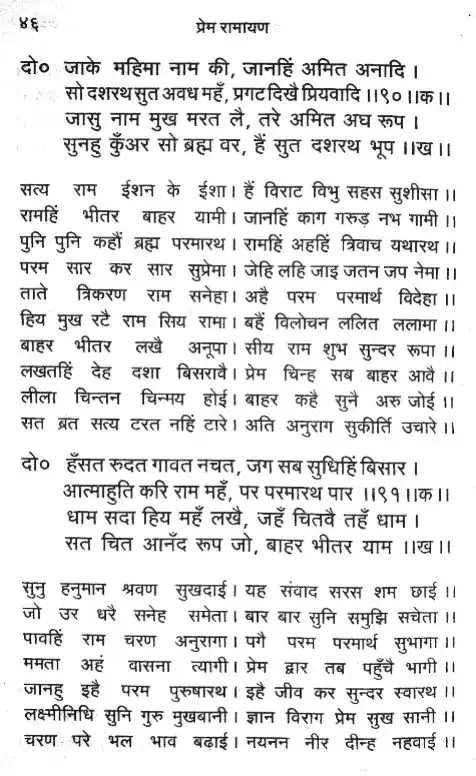 ४६
प्रेम रामायण
दो० जाके महिमा नाम की, जानहिं अमित अनादि ।
सो दशरथसुत अवध महँ, प्रगट दिखै प्रियवादि ।।९०।।क।।
जासु नाम मुख मरत लै, तरे अमित अघ रूप ।
सुनहु कुँअर सो ब्रह्म वर, हैं सुत दशरथ भूप ।।ख।।
सत्य राम ईशन के ईशा। हैं विराट विभु सहस सुशीसा ।।
रामहिं भीतर बाहर यामी। जानहिं काग गरुड़ नभ गामी ।।
पुनि पुनि कहौं ब्रह्म परमारथ। रामहिं अहहिं त्रिवाच यथारथ ।।
परम सार कर सार सुप्रेमा। जेहि लहि जाइ जतन जप नेमा ।।
ताते त्रिकरण राम सनेहा। अहै परम परमार्थ विदेहा ।।
हिय मुख रटै राम सिय रामा। बहैं विलोचन ललित ललामा ।।
बाहर भीतर लखै अनूपा। सीय राम शुभ सुन्दर रूपा ।।
लखतहिं देह दशा बिसरावै। प्रेम चिन्ह सब बाहर आवै ।।
लीला चिन्तन चिन्मय होई। बाहर कहै सुनै अरु जोई ।।
सत ब्रत सत्य टरत नहिं टारे। अति अनुराग सुकीर्ति उचारे ।।
दो० हँसत रुदत गावत नचत, जग सब सुधिहिं बिसार ।
आत्माहुति करि राम महँ, पर परमारथ पार ।।९१।।क।।
धाम सदा हिय महँ लखै, जहँ चितवै तहँ धाम ।
सत चित आनँद रूप जो, बाहर भीतर याम ।।ख।।
सुनु हनुमान श्रवण सुखदाई। यह संवाद सरस शम छाई ।।
जो उर धरै सनेह समेता। बार बार सुनि समुझि सचेता ।।
पावहिं राम चरण अनुरागा। पगै परम परमार्थ सुभागा ।।
ममता अहं वासना त्यागी। प्रेम द्वार तब पहुँचै भागी ।।
जानहु इहै परम पुरुषारथ। इहै जीव कर सुन्दर स्वारथ ।।
लक्ष्मीनिधि सुनि गुरु मुखबानी। ज्ञान विराग प्रेम सुख सानी ।।
चरण परे भल भाव बढ़ाई। नयनन नीर दीन्ह नहवाई ।।